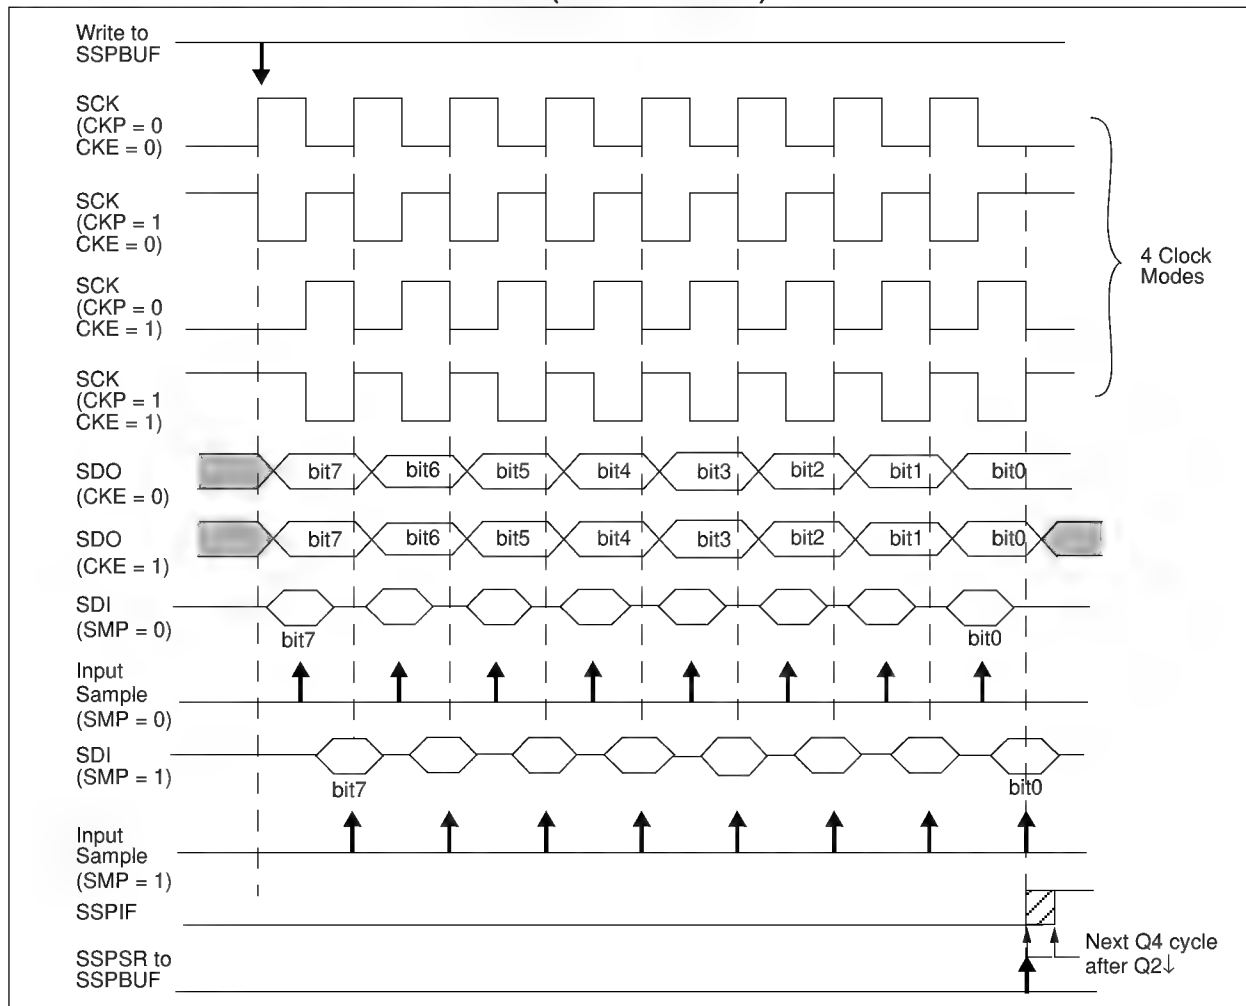 Write to
SSPBUF
SCK
(CKP = 0
CKE = 0)
SCK
(CKP = 1
CKE = 0)
SCK
(CKP = 0
CKE = 1)
SCK
(CKP = 1
CKE = 1)
4 Clock
Modes
SDO
(CKE = 0)
bit7 bit6 bit5 bit4 bit3 bit2 bit1 bit0
SDO
(CKE = 1)
bit7 bit6 bit5 bit4 bit3 bit2 bit1 bit0
SDI
(SMP = 0)
bit7 bit0
Input
Sample
(SMP = 0)
SDI
(SMP = 1)
bit7 bit0
Input
Sample
(SMP = 1)
SSPIF
Next Q4 cycle
after Q2↓
SSPSR to
SSPBUF